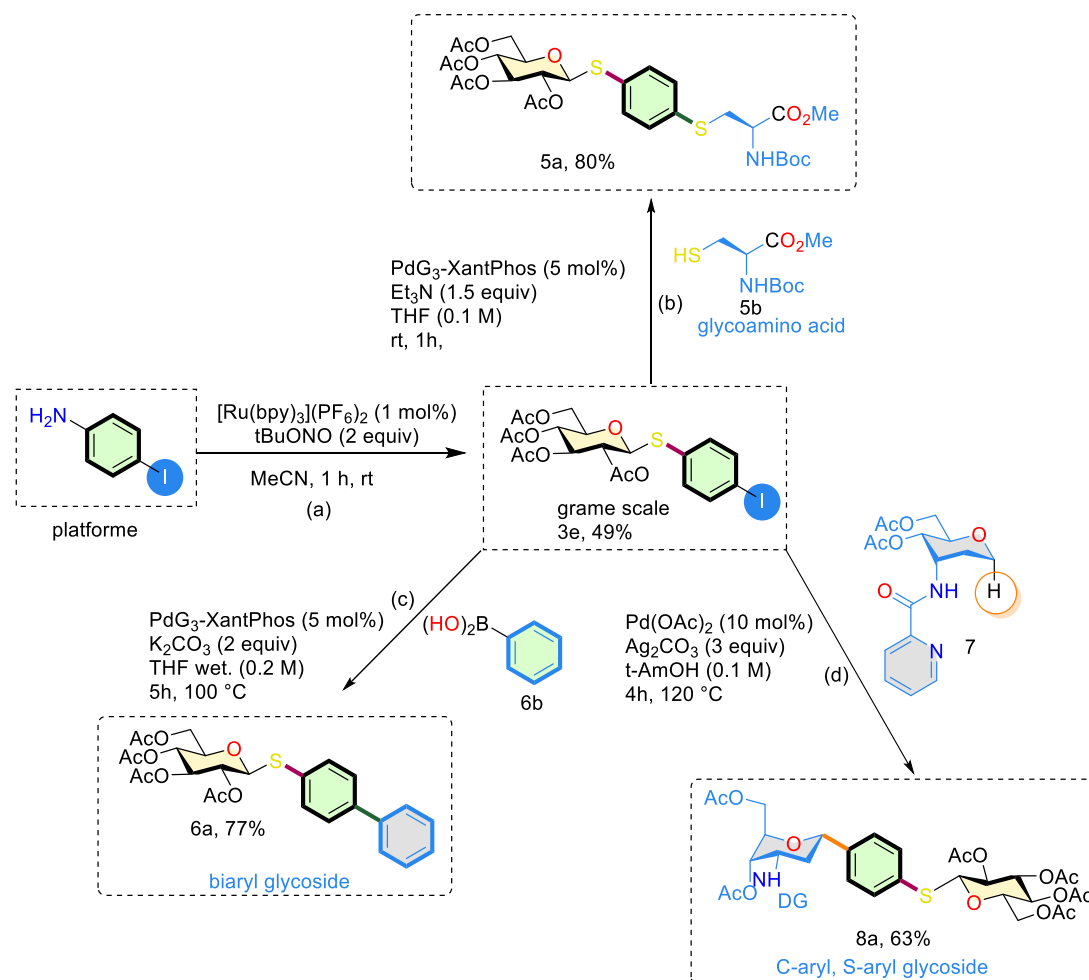 AcO
O
AcO
AcO
S
AcO
S
CO2Me
NHBoc
5a, 80%
PdG3-XantPhos (5 mol%)
Et3N (1.5 equiv)
THF (0.1 M)
rt, 1h,
(b)
HS
CO2Me
NHBoc
5b
glycoamino acid
H2N
I
platforme
[Ru(bpy)3](PF6)2 (1 mol%)
tBuONO (2 equiv)
MeCN, 1 h, rt
(a)
AcO
O
AcO
AcO
S
AcO
I
grame scale
3e, 49%
PdG3-XantPhos (5 mol%)
K2CO3 (2 equiv)
THF wet. (0.2 M)
5h, 100 °C
(c)
(HO)2B
6b
Pd(OAc)2 (10 mol%)
Ag2CO3 (3 equiv)
t-AmOH (0.1 M)
4h, 120 °C
(d)
AcO
O
AcO
H
NH
O
N
7
AcO
O
AcO
AcO
S
AcO
6a, 77%
biaryl glycoside
AcO
O
NH
AcO
DG
S
AcO
OAc
OAc
O
OAc
8a, 63%
C-aryl, S-aryl glycoside